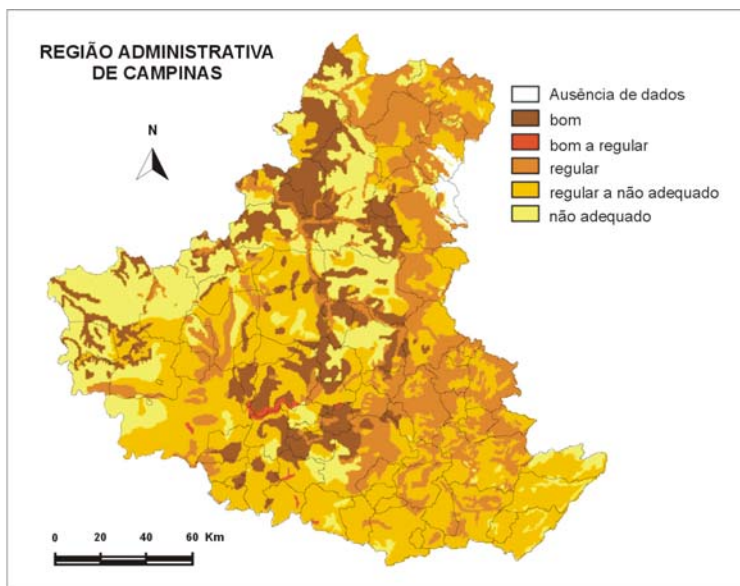 REGIÃO ADMINISTRATIVA
DE CAMPINAS
N
Ausência de dados
bom
bom a regular
regular
regular a não adequado
não adequado
0 20 40 60 Km